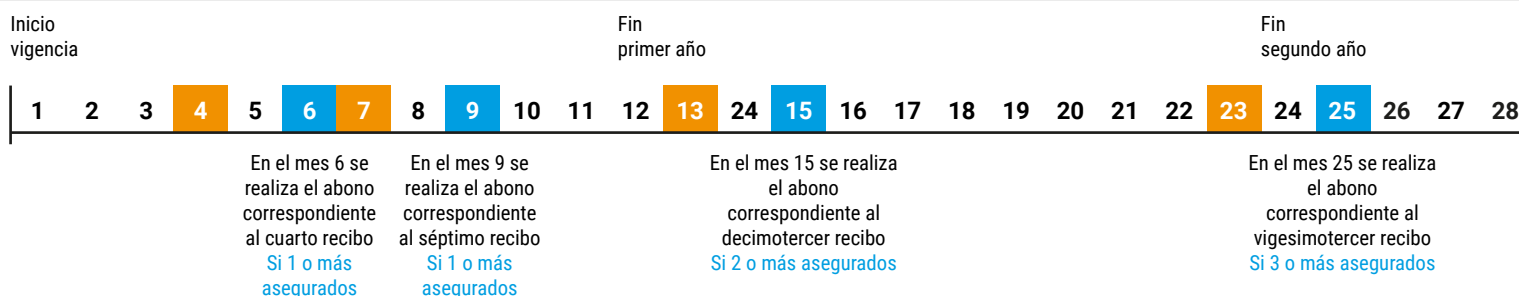 Inicio
vigencia
Fin
primer año
Fin
segundo año
1 2 3 4 5 6 7 8 9 10 11 12 13 24 15 16 17 18 19 20 21 22 23 24 25 26 27 28
En el mes 6 se
realiza el abono
correspondiente
al cuarto recibo
Si 1 o más
asegurados
En el mes 9 se
realiza el abono
correspondiente
al séptimo recibo
Si 1 o más
asegurados
En el mes 15 se realiza
el abono
correspondiente al
decimotercer recibo
Si 2 o más asegurados
En el mes 25 se realiza
el abono
correspondiente al
vigesimotercer recibo
Si 3 o más asegurados